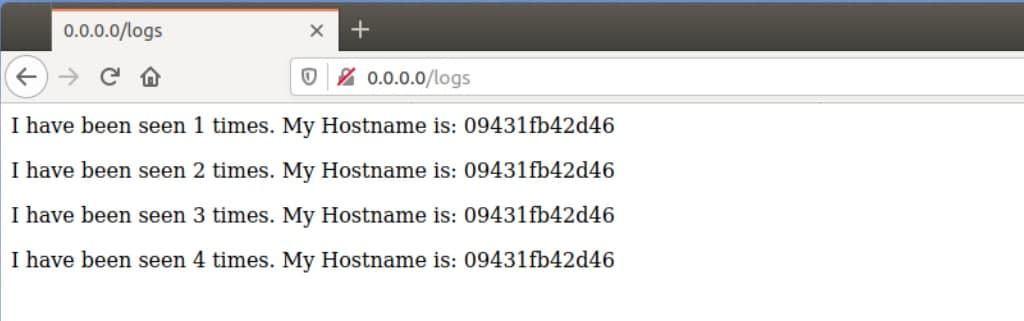 0.0.0.0/logs
0.0.0.0/logs
I have been seen 1 times. My Hostname is: 09431fb42d46
I have been seen 2 times. My Hostname is: 09431fb42d46
I have been seen 3 times. My Hostname is: 09431fb42d46
I have been seen 4 times. My Hostname is: 09431fb42d46